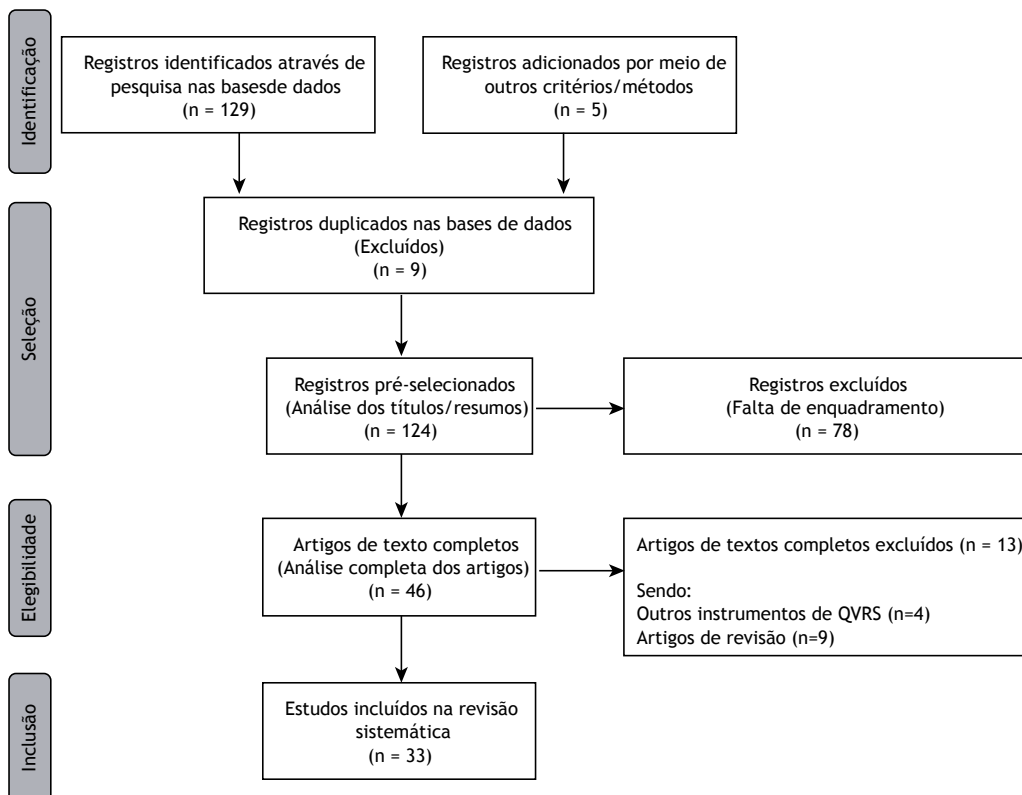 Identificação
Registros identificados através de
pesquisa nas basesde dados
(n = 129)
Registros adicionados por meio de
outros critérios/métodos
(n = 5)
Seleção
Registros duplicados nas bases de dados
(Excluídos)
(n = 9)
Registros pré-selecionados
(Análise dos títulos/resumos)
(n = 124)
Registros excluídos
(Falta de enquadramento)
(n = 78)
Elegibilidade
Artigos de texto completos
(Análise completa dos artigos)
(n = 46)
Artigos de textos completos excluídos (n = 13)
Sendo:
Outros instrumentos de QVRS (n=4)
Artigos de revisão (n=9)
Inclusão
Estudos incluídos na revisão
sistemática
(n = 33)